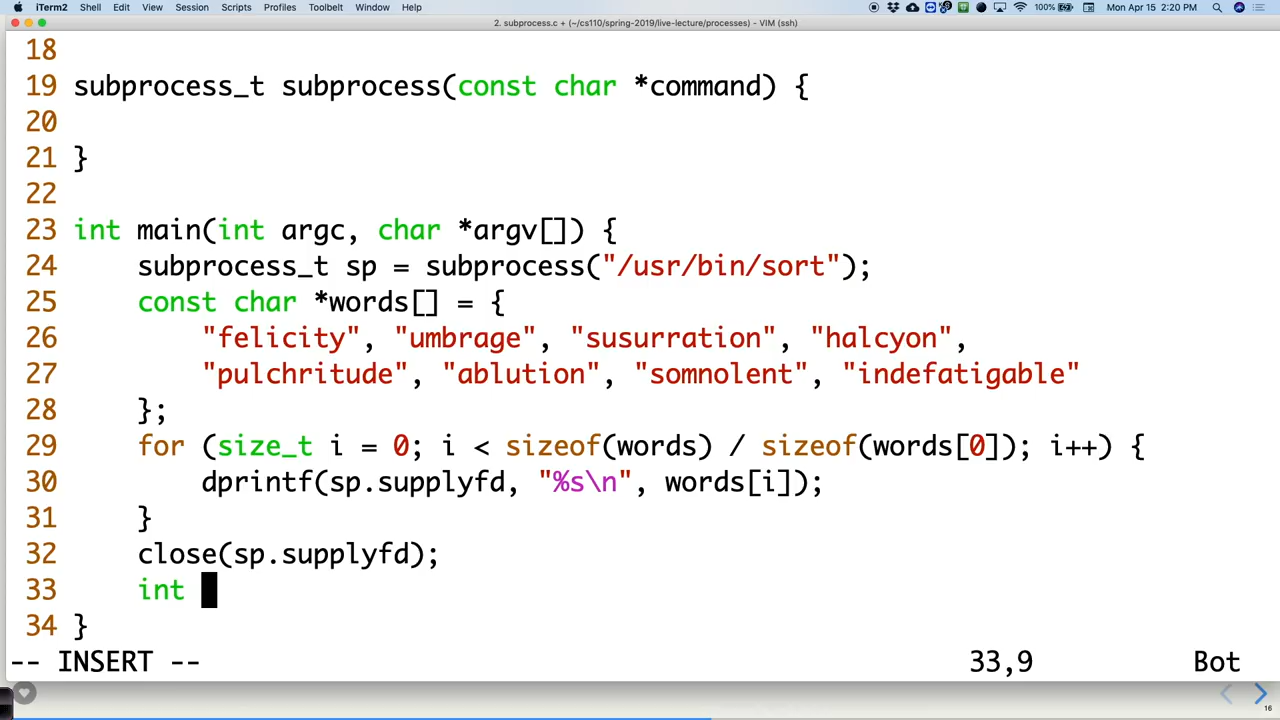 iTerm2 Shell Edit View Session Scripts Profiles Toolbelt Window Help 100% Mon Apr 15 2:20 PM
2. subprocess.c + (~/cs110/spring-2019/live-lecture/processes) - VIM (ssh)
18
19 subprocess_t subprocess(const char *command) {
20
21 }
22
23 int main(int argc, char *argv[]) {
24     subprocess_t sp = subprocess("/usr/bin/sort");
25     const char *words[] = {
26         "felicity", "umbrage", "susurration", "halcyon",
27         "pulchritude", "ablution", "somnolent", "indefatigable"
28     };
29     for (size_t i = 0; i < sizeof(words) / sizeof(words[0]); i++) {
30         dprintf(sp.supplyfd, "%s\n", words[i]);
31     }
32     close(sp.supplyfd);
33     int
34 }
-- INSERT -- 33,9 Bot
16